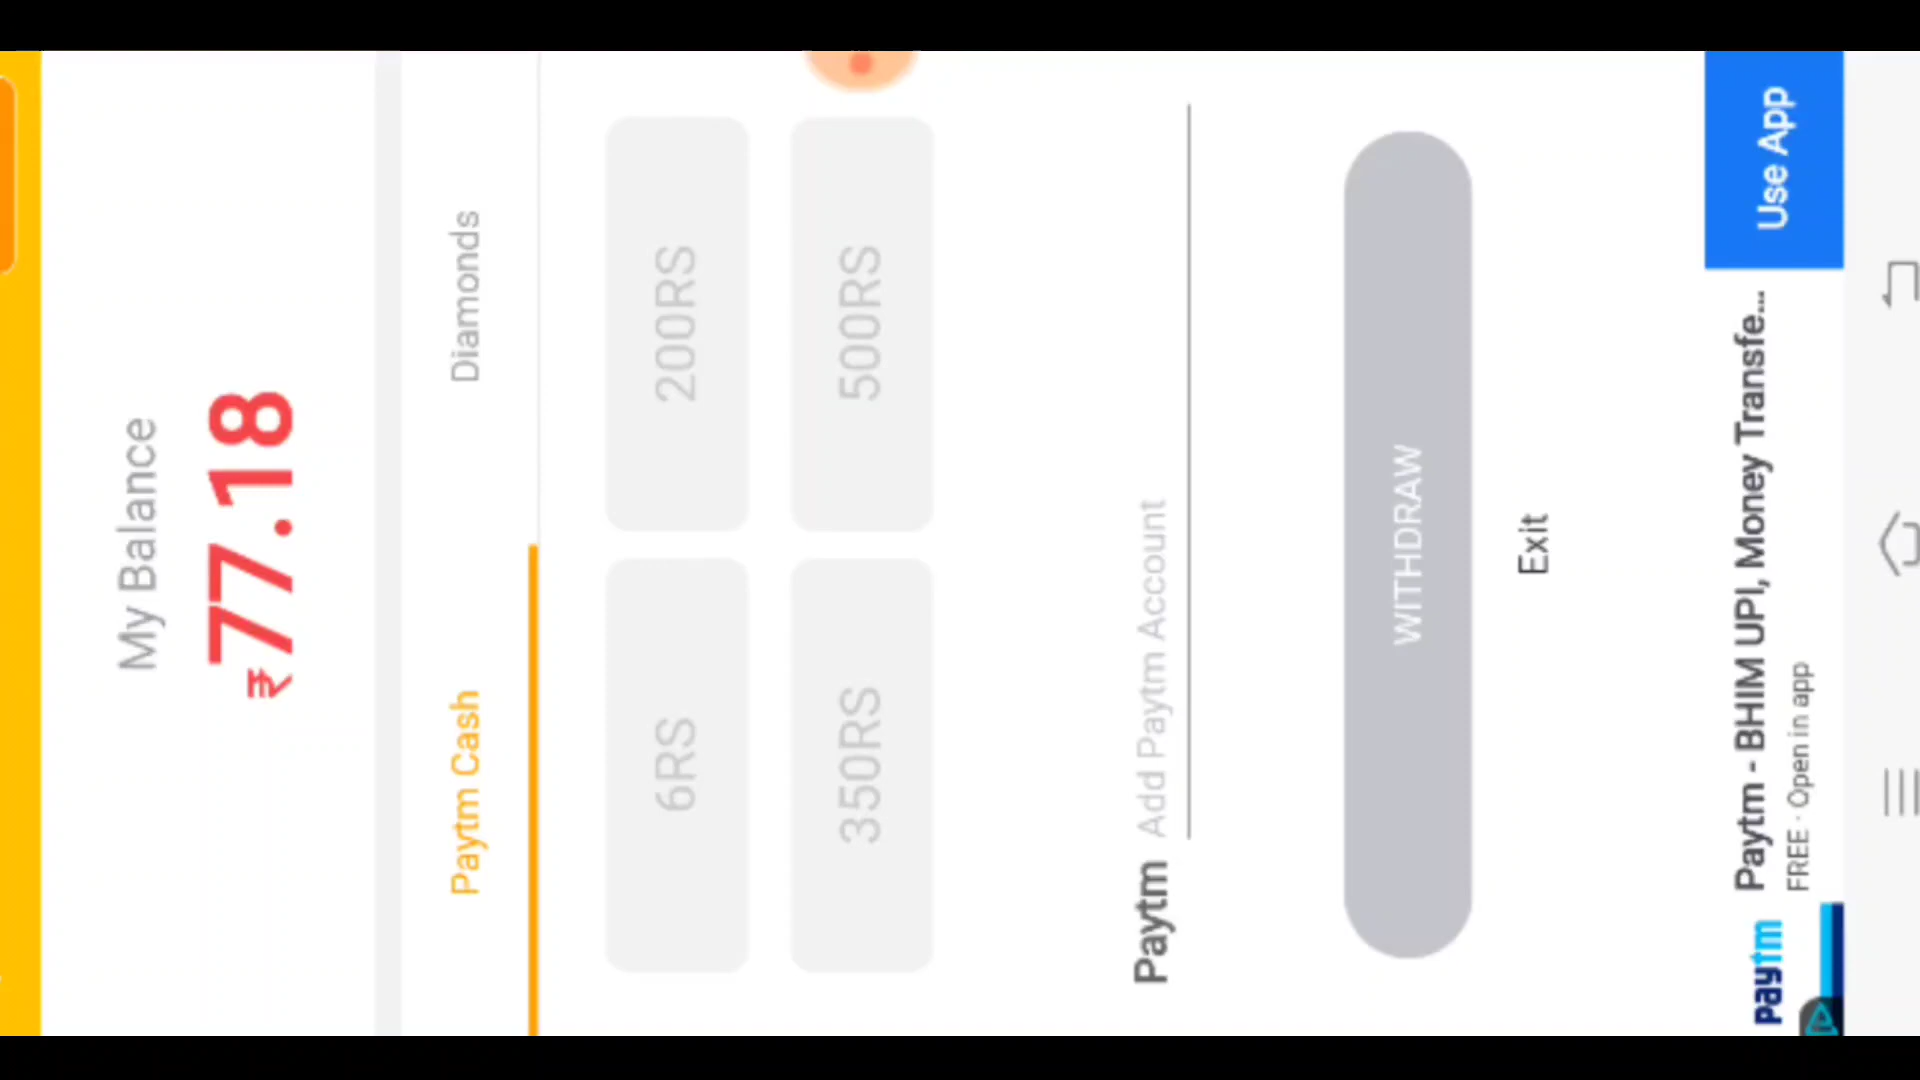 My Balance
₹77.18
Paytm Cash Diamonds
6RS 200RS
350RS 500RS
Paytm Add Paytm Account
WITHDRAW
Exit
Paytm - BHIM UPI, Money Transfe...
FREE · Open in app
Use App
paytm